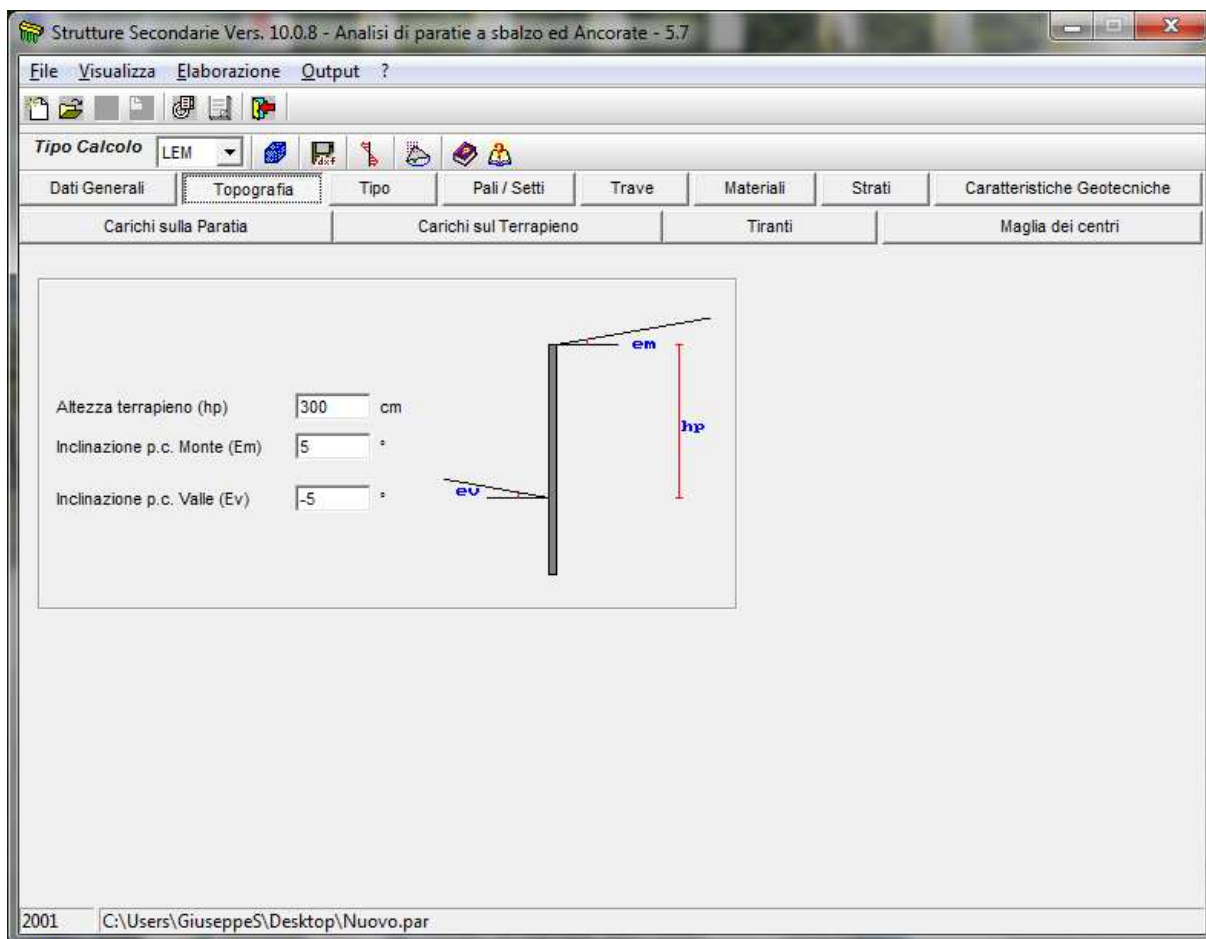 Strutture Secondarie Vers. 10.0.8 - Analisi di paratie a sbalzo ed Ancorate - 5.7
File Visualizza Elaborazione Output ?
Tipo Calcolo LEM dxf
Dati Generali Topografia Tipo Pali / Setti Trave Materiali Strati Caratteristiche Geotecniche
Carichi sulla Paratia Carichi sul Terrapieno Tiranti Maglia dei centri
em
Altezza terrapieno (hp) 300 cm
hp
Inclinazione p.c. Monte (Em) 5 °
Inclinazione p.c. Valle (Ev) -5 °
ev
2001 C:\Users\GiuseppeS\Desktop\Nuovo.par